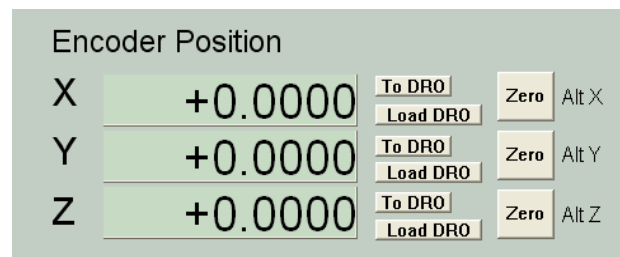 Encoder Position
X +0.0000 To DRO Load DRO Zero Alt X
Y +0.0000 To DRO Load DRO Zero Alt Y
Z +0.0000 To DRO Load DRO Zero Alt Z